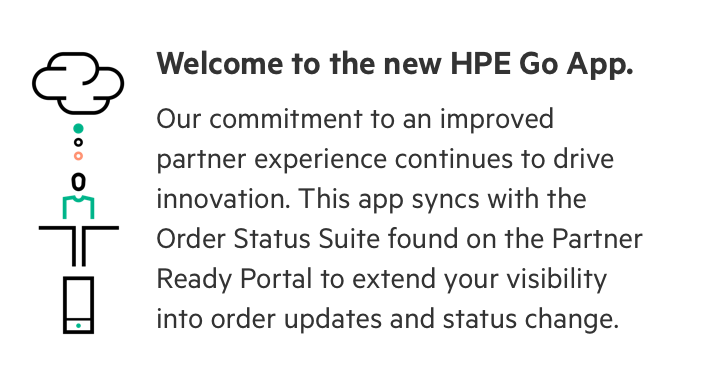 Welcome to the new HPE Go App.
Our commitment to an improved
partner experience continues to drive
innovation. This app syncs with the
Order Status Suite found on the Partner
Ready Portal to extend your visibility
into order updates and status change.